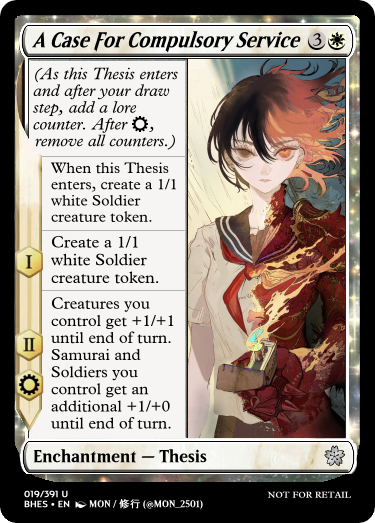 A Case For Compulsory Service 3
(As this Thesis enters
and after your draw
step, add a lore
counter. After ,
remove all counters.)
When this Thesis
enters, create a 1/1
white Soldier
creature token.
I
Create a 1/1
white Soldier
creature token.
II
Creatures you
control get +1/+1
until end of turn.
Samurai and
Soldiers you
control get an
additional +1/+0
until end of turn.
Enchantment — Thesis
019/391 U
BHES • EN MON / 修行 (@MON_2501)
NOT FOR RETAIL